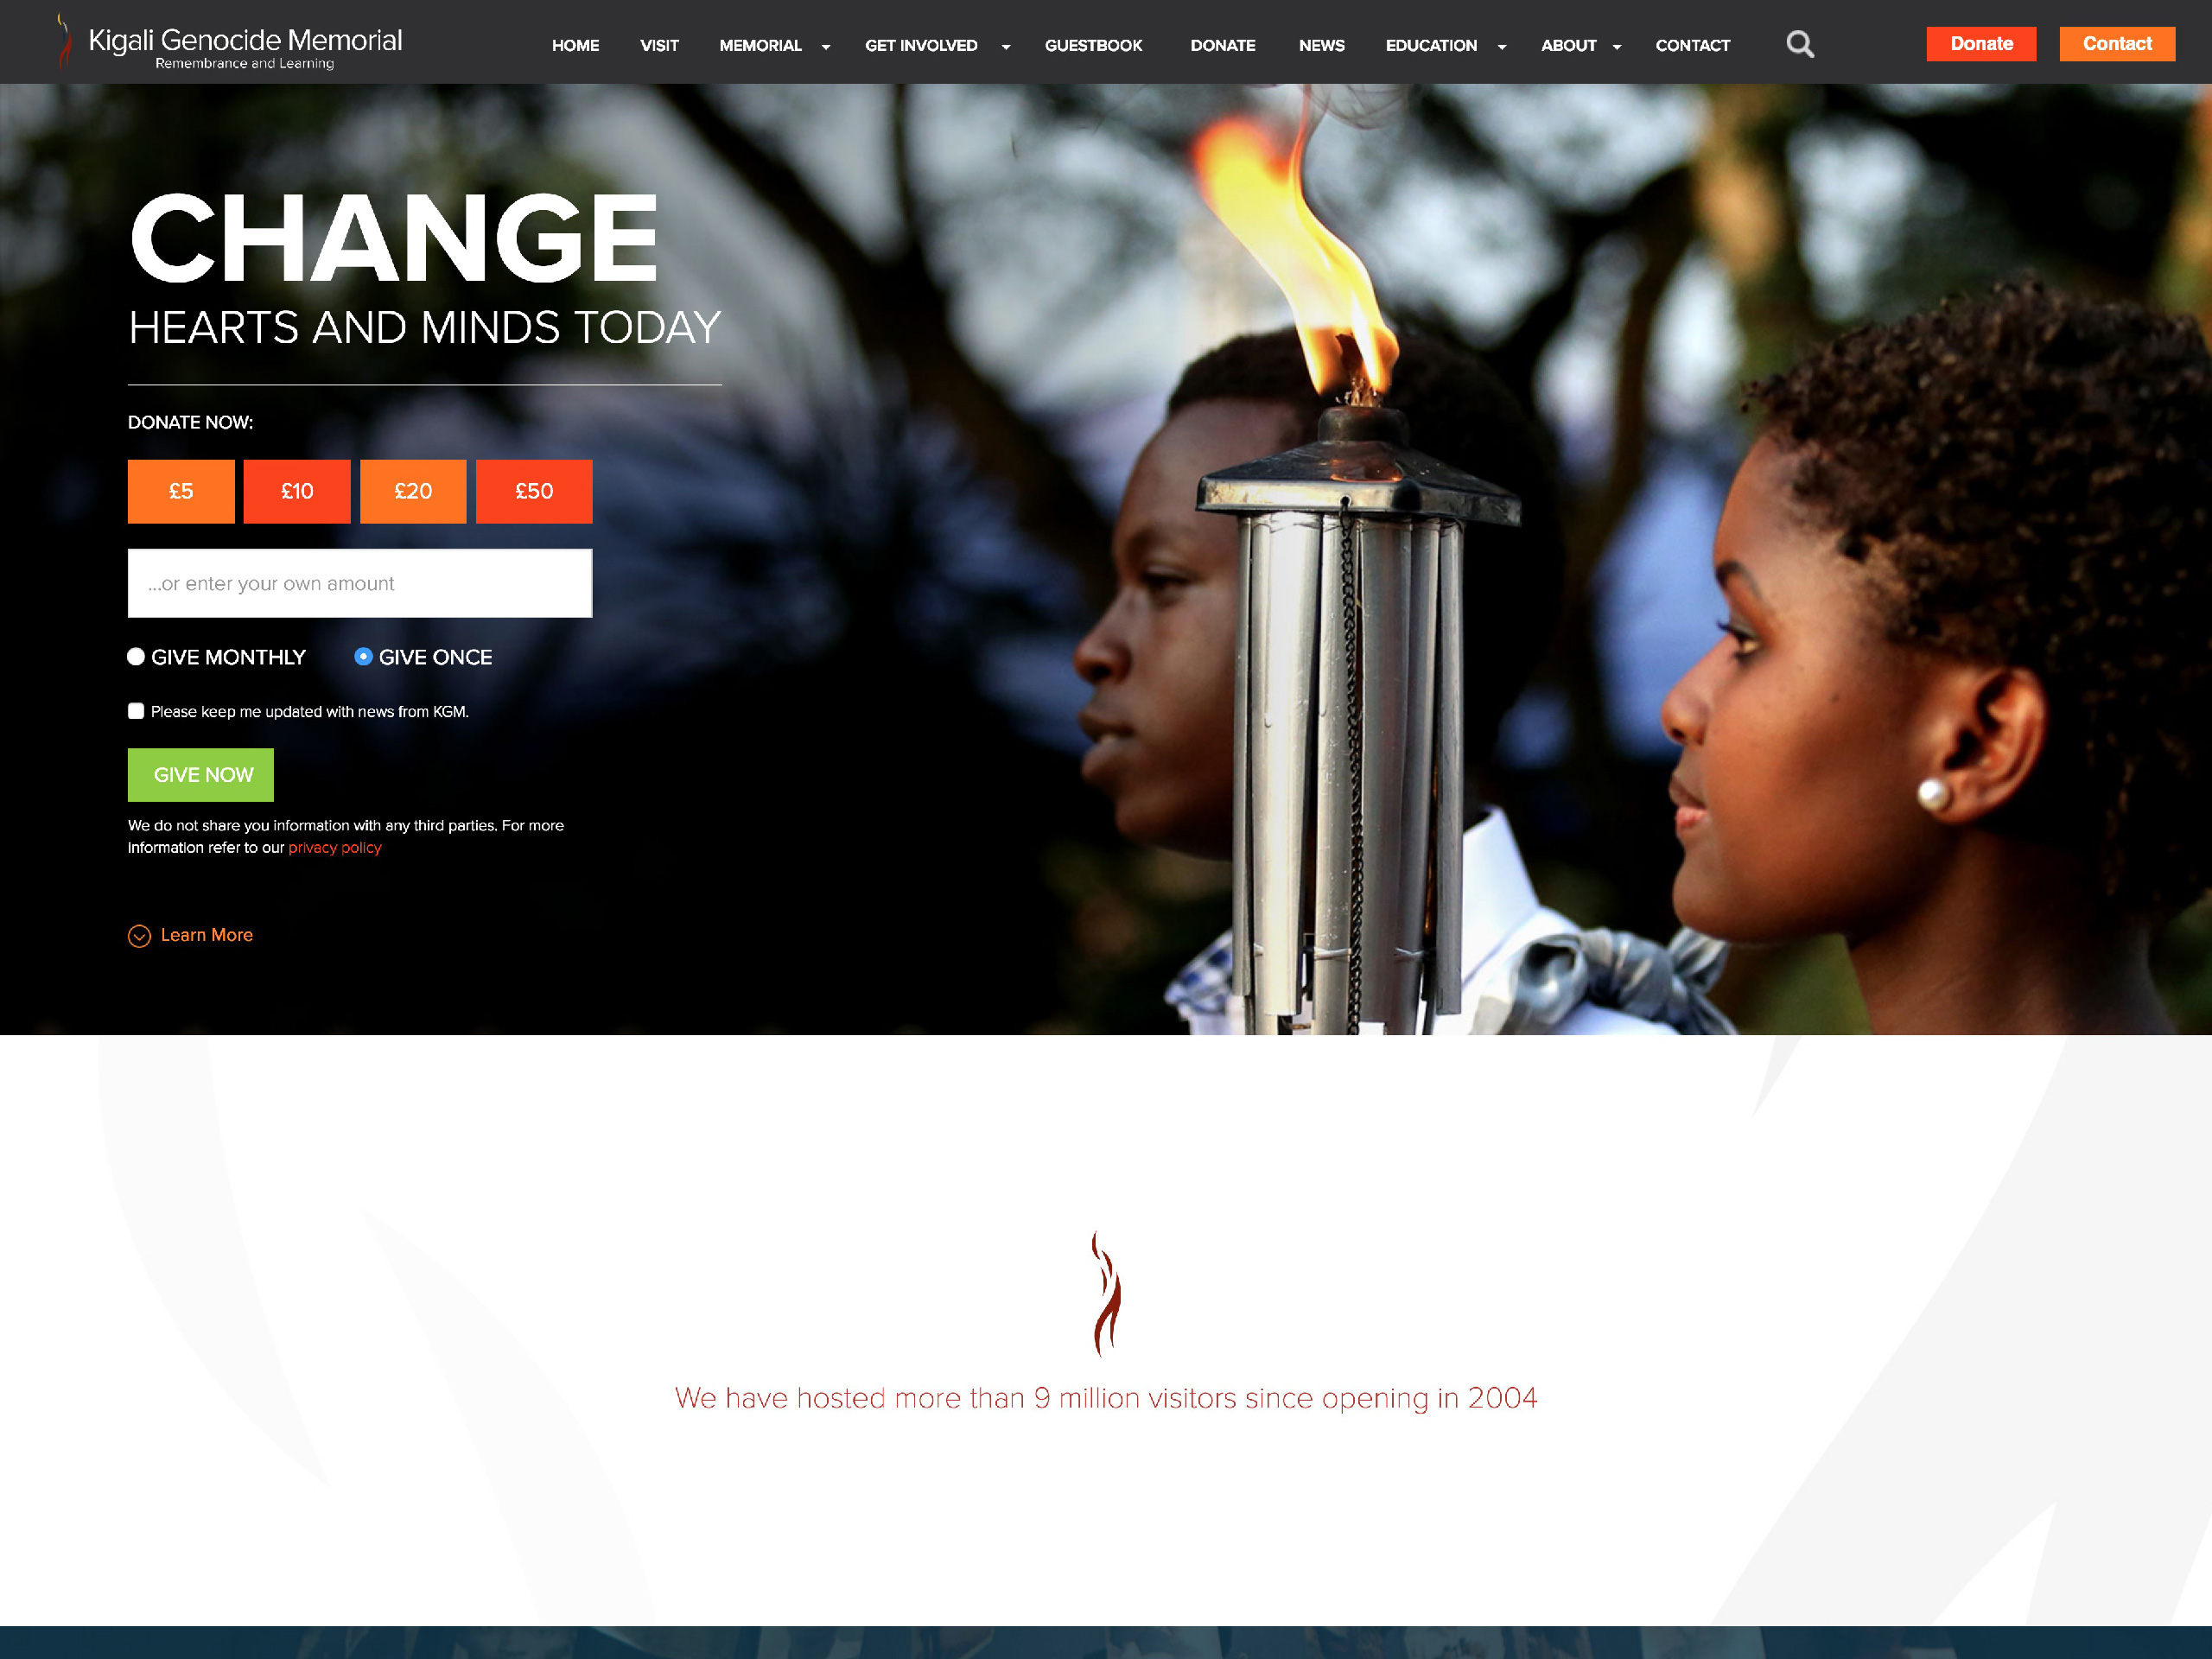 Kigali Genocide Memorial
Remembrance and Learning
HOME VISIT MEMORIAL GET INVOLVED GUESTBOOK DONATE NEWS EDUCATION ABOUT CONTACT
Donate Contact
CHANGE
HEARTS AND MINDS TODAY
DONATE NOW:
£5 £10 £20 £50
...or enter your own amount
GIVE MONTHLY GIVE ONCE
Please keep me updated with news from KGM.
GIVE NOW
We do not share you information with any third parties. For more
information refer to our privacy policy
Learn More
We have hosted more than 9 million visitors since opening in 2004